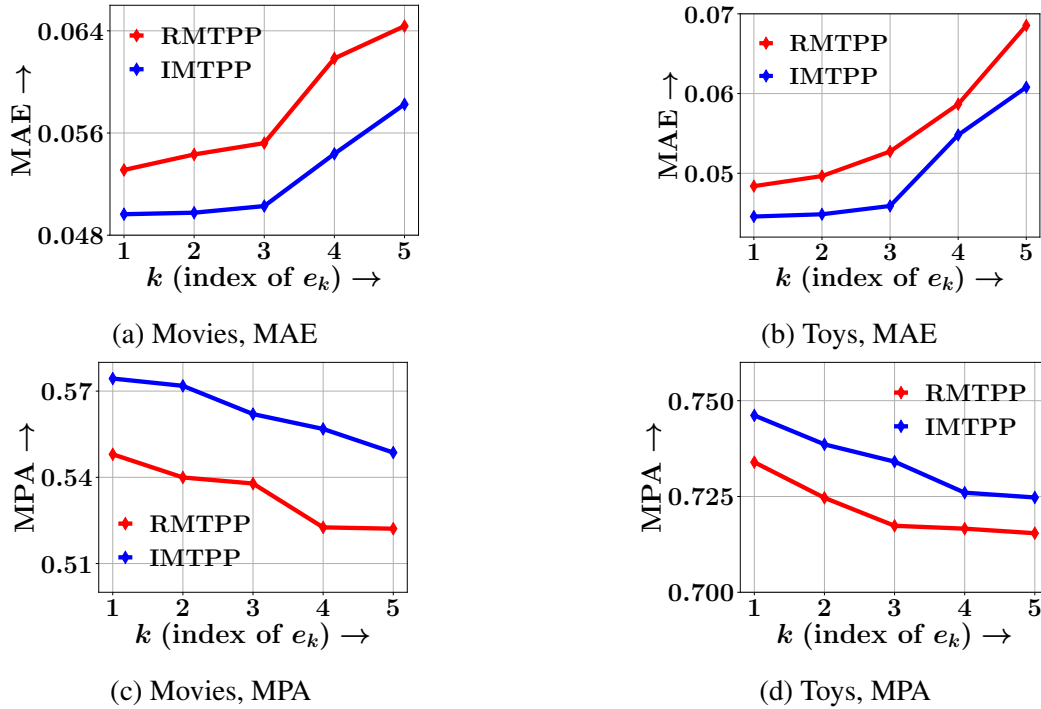 0.064
0.056
0.048
MAE →
RMTPP
IMTPP
1 2 3 4 5
k (index of e_k) →
(a) Movies, MAE
0.07
0.06
0.05
MAE →
RMTPP
IMTPP
1 2 3 4 5
k (index of e_k) →
(b) Toys, MAE
0.57
0.54
0.51
MPA →
RMTPP
IMTPP
1 2 3 4 5
k (index of e_k) →
(c) Movies, MPA
0.750
0.725
0.700
MPA →
RMTPP
IMTPP
1 2 3 4 5
k (index of e_k) →
(d) Toys, MPA